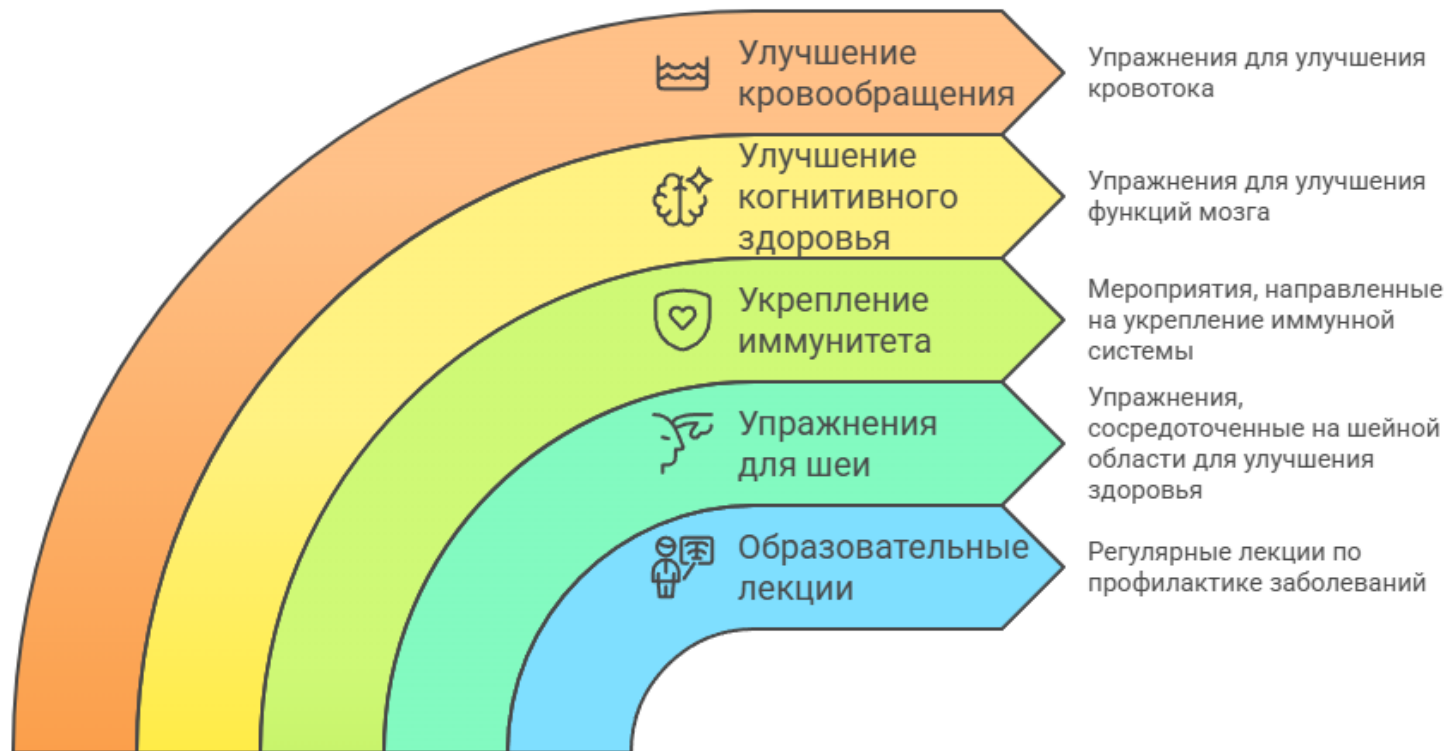 Улучшение
кровообращения
Упражнения для улучшения
кровотока
Улучшение
когнитивного
здоровья
Упражнения для улучшения
функций мозга
Укрепление
иммунитета
Мероприятия, направленные
на укрепление иммунной
системы
Упражнения
для шеи
Упражнения,
сосредоточенные на шейной
области для улучшения
здоровья
Образовательные
лекции
Регулярные лекции по
профилактике заболеваний